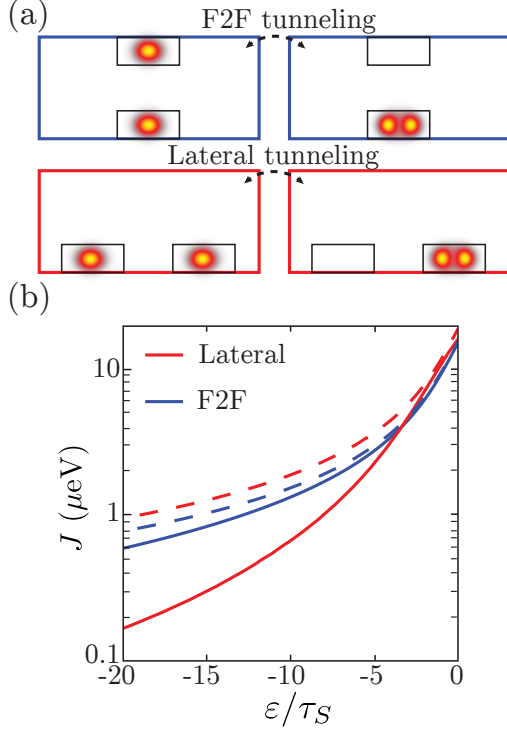 (a)
F2F tunneling
Lateral tunneling
(b)
Lateral
F2F
10
1
0.1
J (μeV)
-20 -15 -10 -5 0
ε/τS